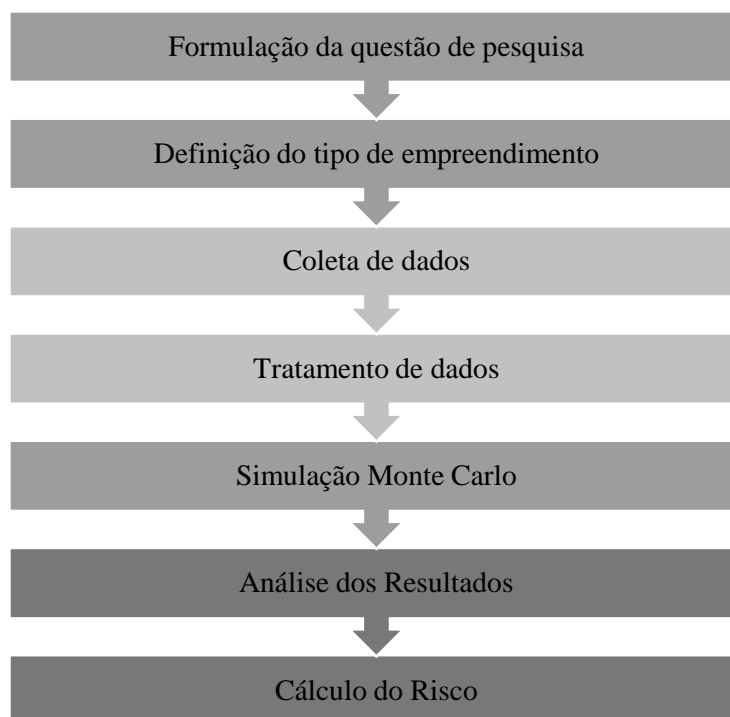 Formulação da questão de pesquisa
Definição do tipo de empreendimento
Coleta de dados
Tratamento de dados
Simulação Monte Carlo
Análise dos Resultados
Cálculo do Risco